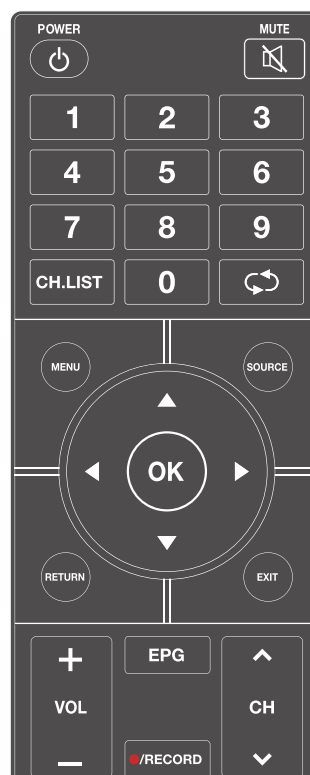 POWER MUTE
1 2 3
4 5 6
7 8 9
CH.LIST 0
MENU SOURCE
OK
RETURN EXIT
+ EPG
VOL CH
− /RECORD